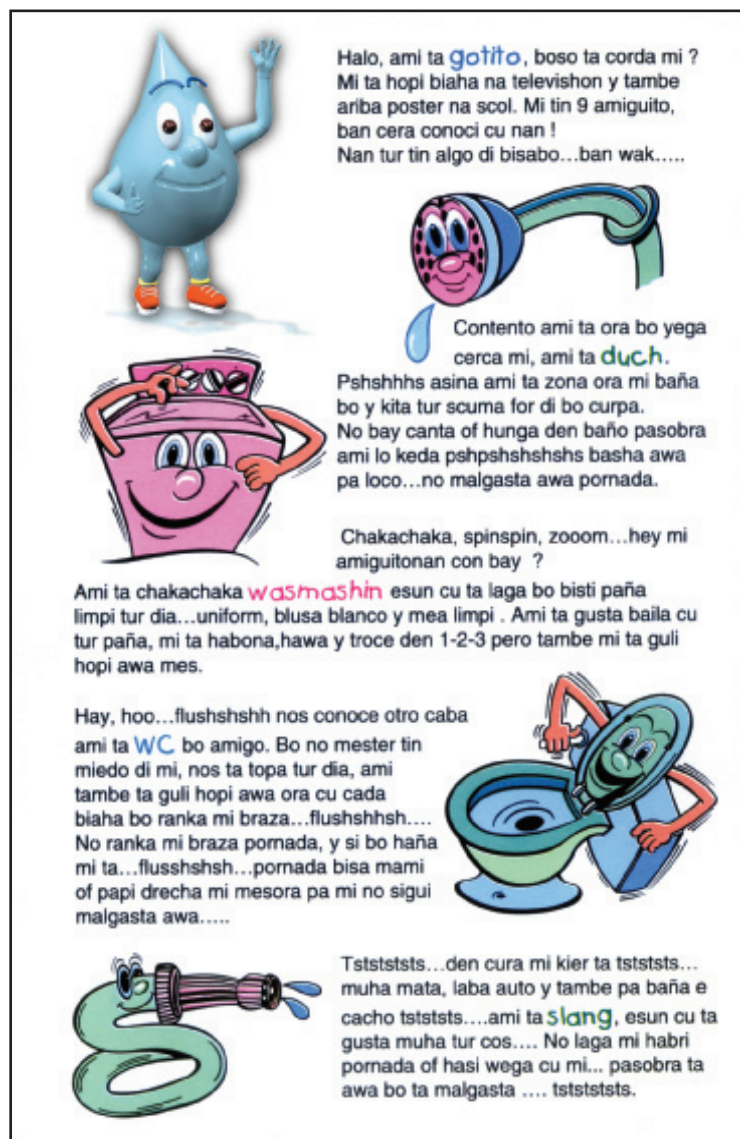 Halo, ami ta gotito, boso ta corda mi ?
Mi ta hopi biaha na television y tambe
ariba poster na scol. Mi tin 9 amiguito,
ban cera conoci cu nan !
Nan tur tin algo di bisabo...ban wak.....
Contento ami ta ora bo yega
cerca mi, ami ta duch.
Pshshhhs asina ami ta zona ora mi baña
bo y kita tur scuma for di bo curpa.
No bay canta of hunga den baño pasobra
ami lo keda pshpshshshshs basha awa
pa loco...no malgasta awa pornada.
Chakachaka, spinspin, zooom...hey mi
amiguitonan con bay ?
Ami ta chakachaka wasmashin esun cu ta laga bo bisti paña
limpi tur dia...uniform, blusa blanco y mea limpi . Ami ta gusta baila cu
tur paña, mi ta habona,hawa y troce den 1-2-3 pero tambe mi ta guli
hopi awa mes.
Hay, hoo...flushshshh nos conoce otro caba
ami ta WC bo amigo. Bo no mester tin
miedo di mi, nos ta topa tur dia, ami
tambe ta guli hopi awa ora cu cada
biaha bo ranka mi braza...flushshhsh....
No ranka mi braza pornada, y si bo haña
mi ta...flusshshsh...pornada bisa mami
of papi drecha mi mesora pa mi no sigui
malgasta awa.....
Tststststs...den cura mi kier ta tstststs...
muha mata, laba auto y tambe pa baña e
cacho tstststs....ami ta slang, esun cu ta
gusta muha tur cos.... No laga mi habri
pornada of hasi wega cu mi... pasobra ta
awa bo ta malgasta .... tststststs.